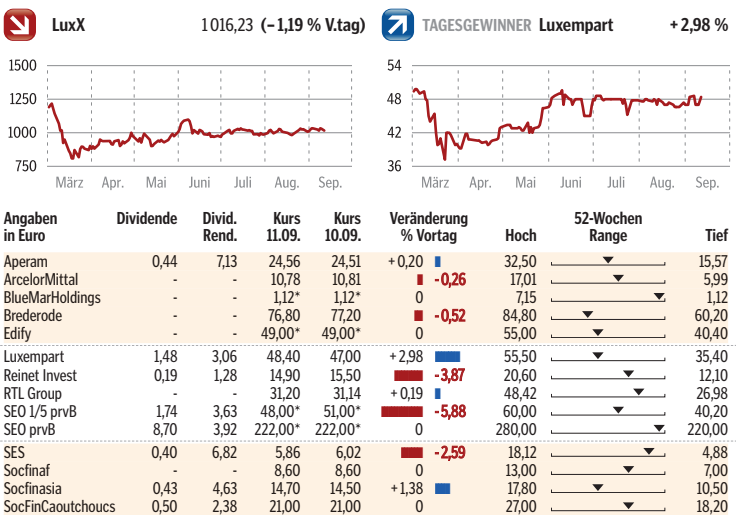 LuxX 1 016,23 (– 1,19 % V.tag)
TAGESGEWINNER Luxempart +2,98 %
1500
1250
1000
750
März Apr. Mai Juni Juli Aug. Sep.
54
48
42
36
März Apr. Mai Juni Juli Aug. Sep.
Angaben Dividende Divid. Kurs Kurs Veränderung 52-Wochen
in Euro Rend. 11.09. 10.09. % Vortag Hoch Range Tief
Aperam 0,44 7,13 24,56 24,51 +0,20 32,50 15,57
ArcelorMittal - - 10,78 10,81 -0,26 17,01 5,99
BlueMarHoldings - - 1,12* 1,12* 0 7,15 1,12
Brederode - - 76,80 77,20 -0,52 84,80 60,20
Edify - - 49,00* 49,00* 0 55,00 40,40
Luxempart 1,48 3,06 48,40 47,00 +2,98 55,50 35,40
Reinet Invest 0,19 1,28 14,90 15,50 -3,87 20,60 12,10
RTL Group - - 31,20 31,14 +0,19 48,42 26,98
SEO 1/5 prvB 1,74 3,63 48,00* 51,00* -5,88 60,00 40,20
SEO prvB 8,70 3,92 222,00* 222,00* 0 280,00 220,00
SES 0,40 6,82 5,86 6,02 -2,59 18,12 4,88
Socfinaf - - 8,60 8,60 0 13,00 7,00
Socfinasia 0,43 4,63 14,70 14,50 +1,38 17,80 10,50
SocFinCaoutchoucs 0,50 2,38 21,00 21,00 0 27,00 18,20